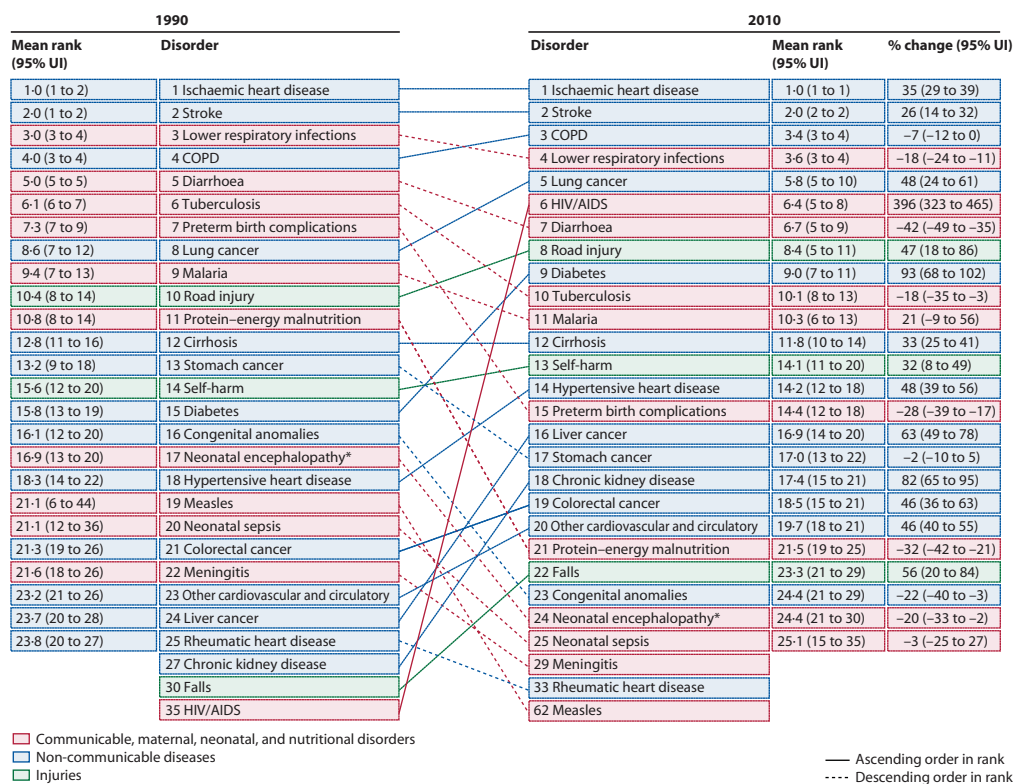 1990
2010
Mean rank (95% UI) Disorder
Disorder Mean rank (95% UI) % change (95% UI)
1·0 (1 to 2) 1 Ischaemic heart disease
2·0 (1 to 2) 2 Stroke
3·0 (3 to 4) 3 Lower respiratory infections
4·0 (3 to 4) 4 COPD
5·0 (5 to 5) 5 Diarrhoea
6·1 (6 to 7) 6 Tuberculosis
7·3 (7 to 9) 7 Preterm birth complications
8·6 (7 to 12) 8 Lung cancer
9·4 (7 to 13) 9 Malaria
10·4 (8 to 14) 10 Road injury
10·8 (8 to 14) 11 Protein–energy malnutrition
12·8 (11 to 16) 12 Cirrhosis
13·2 (9 to 18) 13 Stomach cancer
15·6 (12 to 20) 14 Self-harm
15·8 (13 to 19) 15 Diabetes
16·1 (12 to 20) 16 Congenital anomalies
16·9 (13 to 20) 17 Neonatal encephalopathy*
18·3 (14 to 22) 18 Hypertensive heart disease
21·1 (6 to 44) 19 Measles
21·1 (12 to 36) 20 Neonatal sepsis
21·3 (19 to 26) 21 Colorectal cancer
21·6 (18 to 26) 22 Meningitis
23·2 (21 to 26) 23 Other cardiovascular and circulatory
23·7 (20 to 28) 24 Liver cancer
23·8 (20 to 27) 25 Rheumatic heart disease
27 Chronic kidney disease
30 Falls
35 HIV/AIDS
1 Ischaemic heart disease 1·0 (1 to 1) 35 (29 to 39)
2 Stroke 2·0 (2 to 2) 26 (14 to 32)
3 COPD 3·4 (3 to 4) –7 (–12 to 0)
4 Lower respiratory infections 3·6 (3 to 4) –18 (–24 to –11)
5 Lung cancer 5·8 (5 to 10) 48 (24 to 61)
6 HIV/AIDS 6·4 (5 to 8) 396 (323 to 465)
7 Diarrhoea 6·7 (5 to 9) –42 (–49 to –35)
8 Road injury 8·4 (5 to 11) 47 (18 to 86)
9 Diabetes 9·0 (7 to 11) 93 (68 to 102)
10 Tuberculosis 10·1 (8 to 13) –18 (–35 to –3)
11 Malaria 10·3 (6 to 13) 21 (–9 to 56)
12 Cirrhosis 11·8 (10 to 14) 33 (25 to 41)
13 Self-harm 14·1 (11 to 20) 32 (8 to 49)
14 Hypertensive heart disease 14·2 (12 to 18) 48 (39 to 56)
15 Preterm birth complications 14·4 (12 to 18) –28 (–39 to –17)
16 Liver cancer 16·9 (14 to 20) 63 (49 to 78)
17 Stomach cancer 17·0 (13 to 22) –2 (–10 to 5)
18 Chronic kidney disease 17·4 (15 to 21) 82 (65 to 95)
19 Colorectal cancer 18·5 (15 to 21) 46 (36 to 63)
20 Other cardiovascular and circulatory 19·7 (18 to 21) 46 (40 to 55)
21 Protein–energy malnutrition 21·5 (19 to 25) –32 (–42 to –21)
22 Falls 23·3 (21 to 29) 56 (20 to 84)
23 Congenital anomalies 24·4 (21 to 29) –22 (–40 to –3)
24 Neonatal encephalopathy* 24·4 (21 to 30) –20 (–33 to –2)
25 Neonatal sepsis 25·1 (15 to 35) –3 (–25 to 27)
29 Meningitis
33 Rheumatic heart disease
62 Measles
Communicable, maternal, neonatal, and nutritional disorders
Non-communicable diseases
Injuries
Ascending order in rank
Descending order in rank